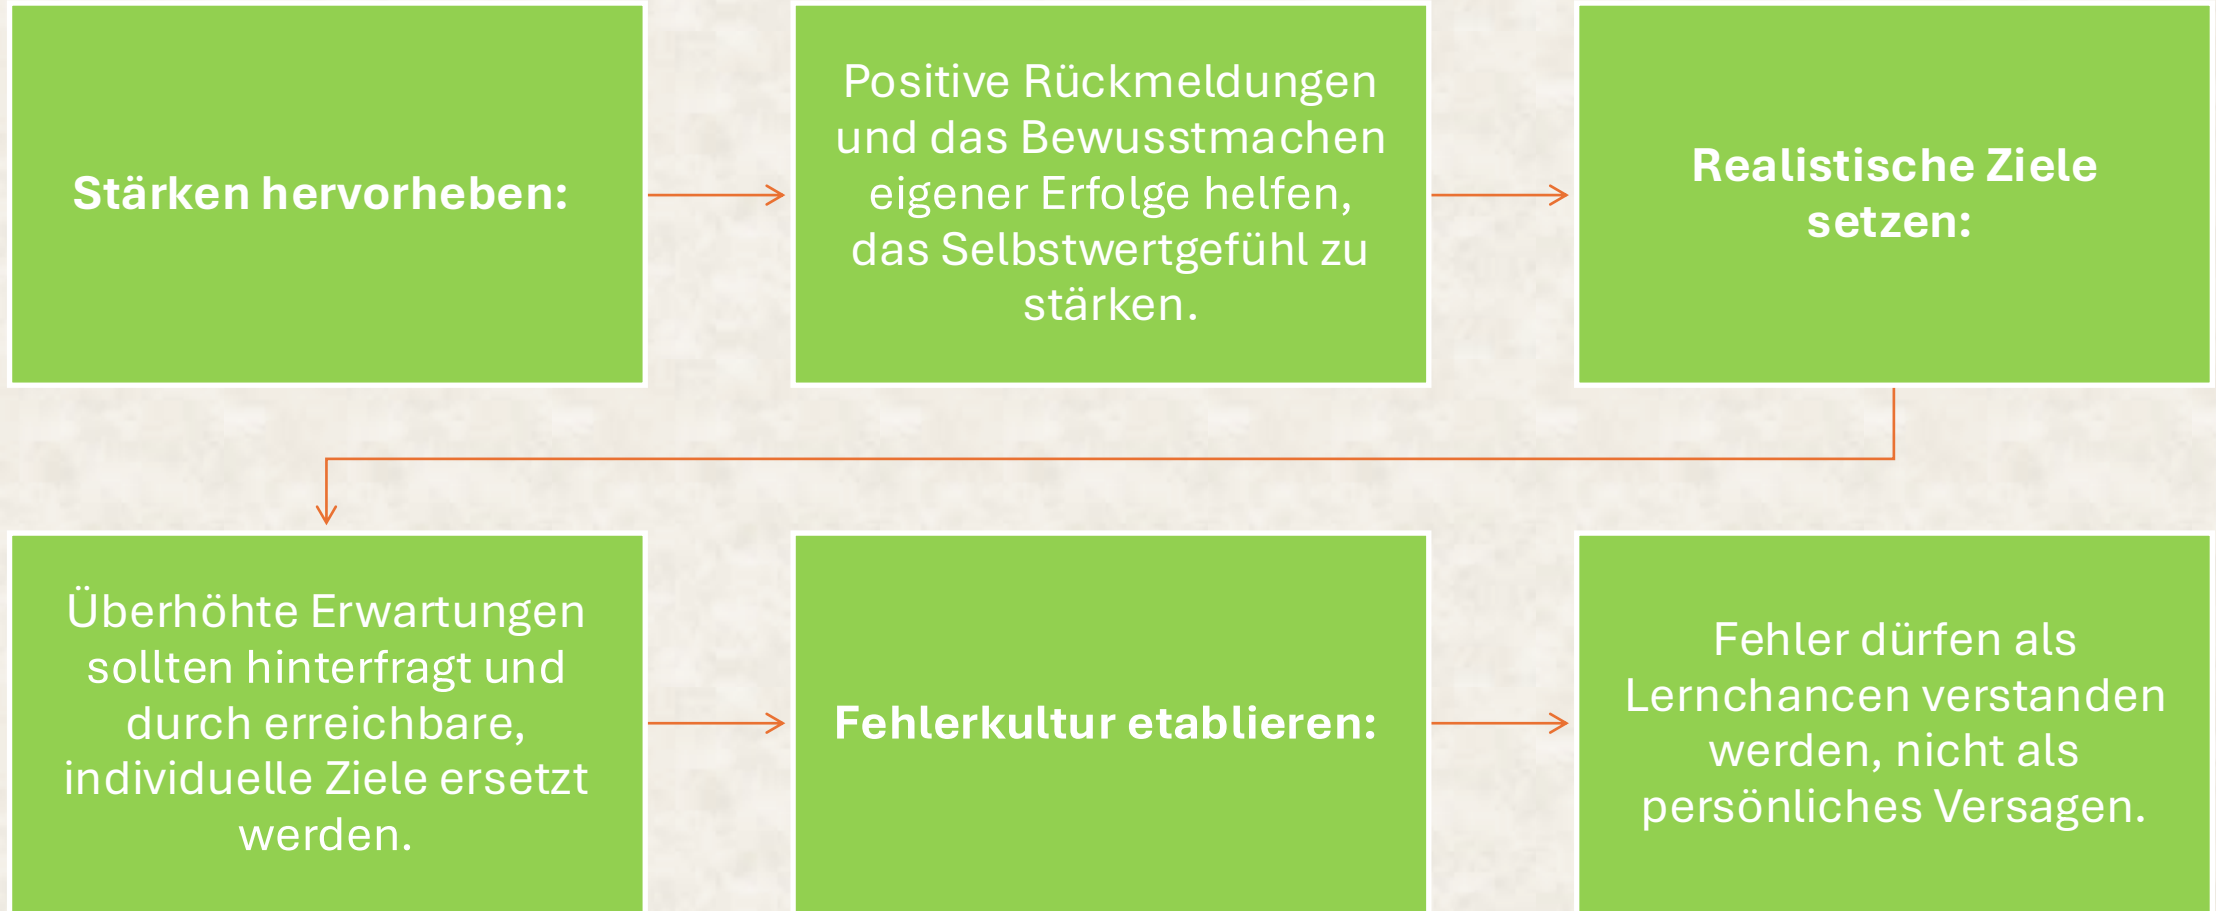 Stärken hervorheben:
Positive Rückmeldungen
und das Bewusstmachen
eigener Erfolge helfen,
das Selbstwertgefühl zu
stärken.
Realistische Ziele
setzen:
Überhöhte Erwartungen
sollten hinterfragt und
durch erreichbare,
individuelle Ziele ersetzt
werden.
Fehlerkultur etablieren:
Fehler dürfen als
Lernchancen verstanden
werden, nicht als
persönliches Versagen.